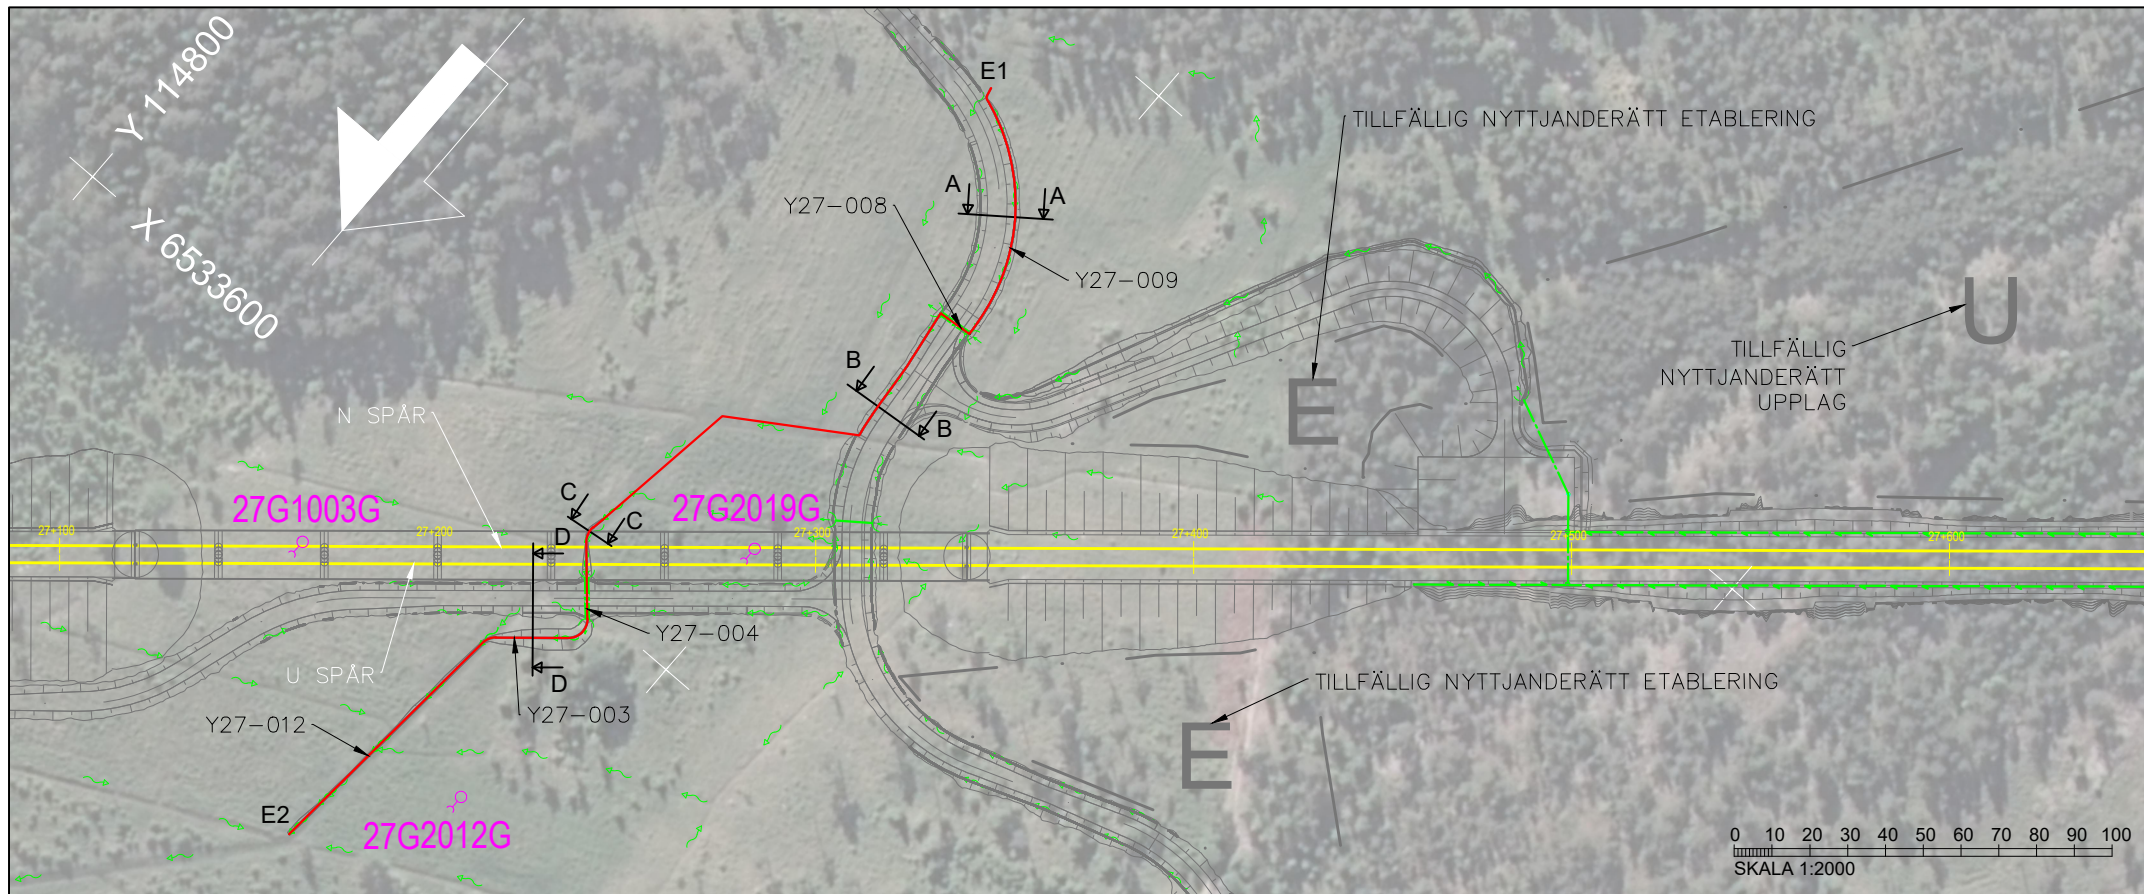 Y 114800
X 6533600
E1
A
A
Y27-008
Y27-009
TILLFÄLLIG NYTTJANDERÄTT ETABLERING
E
U
TILLFÄLLIG
NYTTJANDERÄTT
UPPLAG
B
B
N SPÅR
27G1003G
27G2019G
C
C
D
D
27+100
27+200
27+300
27+400
27+500
27+600
Y27-004
Y27-003
U SPÅR
Y27-012
E2
27G2012G
TILLFÄLLIG NYTTJANDERÄTT ETABLERING
E
0 10 20 30 40 50 60 70 80 90 100
SKALA 1:2000